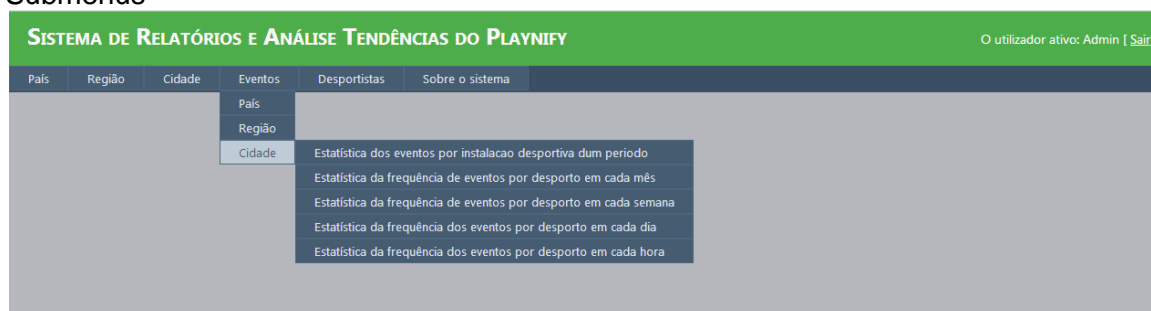 Submenus
SISTEMA DE RELATÓRIOS E ANÁLISE TENDÊNCIAS DO PLAYNIFY
O utilizador ativo: Admin [ Sair
País Região Cidade Eventos Desportistas Sobre o sistema
País
Região
Cidade Estatística dos eventos por instalacao desportiva dum periodo
Estatística da frequência de eventos por desporto em cada mês
Estatística da frequência de eventos por desporto em cada semana
Estatística da frequência dos eventos por desporto em cada dia
Estatística da frequência dos eventos por desporto em cada hora